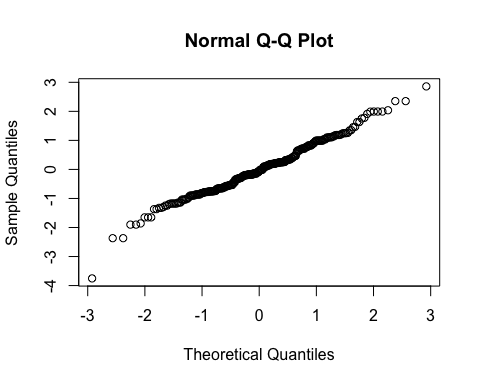 Normal Q-Q Plot
Sample Quantiles
3
2
1
0
-1
-2
-3
-4
-3 -2 -1 0 1 2 3
Theoretical Quantiles